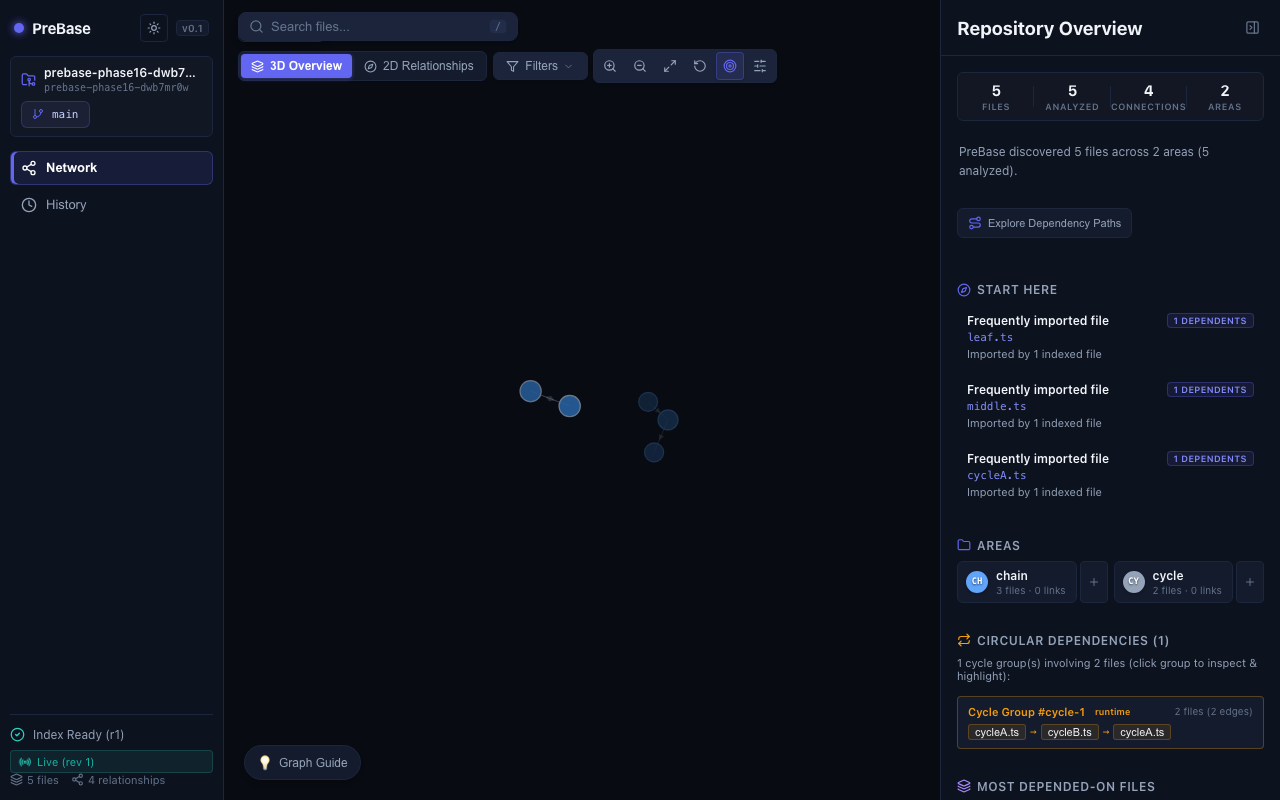 PreBase
v0.1
prebase-phase16-dwb7...
prebase-phase16-dwb7mr0w
main
Network
History
Index Ready (r1)
Live (rev 1)
5 files
4 relationships
Search files...
/
3D Overview
2D Relationships
Filters
Graph Guide
Repository Overview
5
FILES
5
ANALYZED
4
CONNECTIONS
2
AREAS
PreBase discovered 5 files across 2 areas (5
analyzed).
Explore Dependency Paths
START HERE
Frequently imported file
1 DEPENDENTS
leaf.ts
Imported by 1 indexed file
Frequently imported file
1 DEPENDENTS
middle.ts
Imported by 1 indexed file
Frequently imported file
1 DEPENDENTS
cycleA.ts
Imported by 1 indexed file
AREAS
CH
chain
3 files · 0 links
+
CY
cycle
2 files · 0 links
+
CIRCULAR DEPENDENCIES (1)
1 cycle group(s) involving 2 files (click group to inspect &
highlight):
Cycle Group #cycle-1
runtime
2 files (2 edges)
cycleA.ts → cycleB.ts → cycleA.ts
MOST DEPENDED-ON FILES